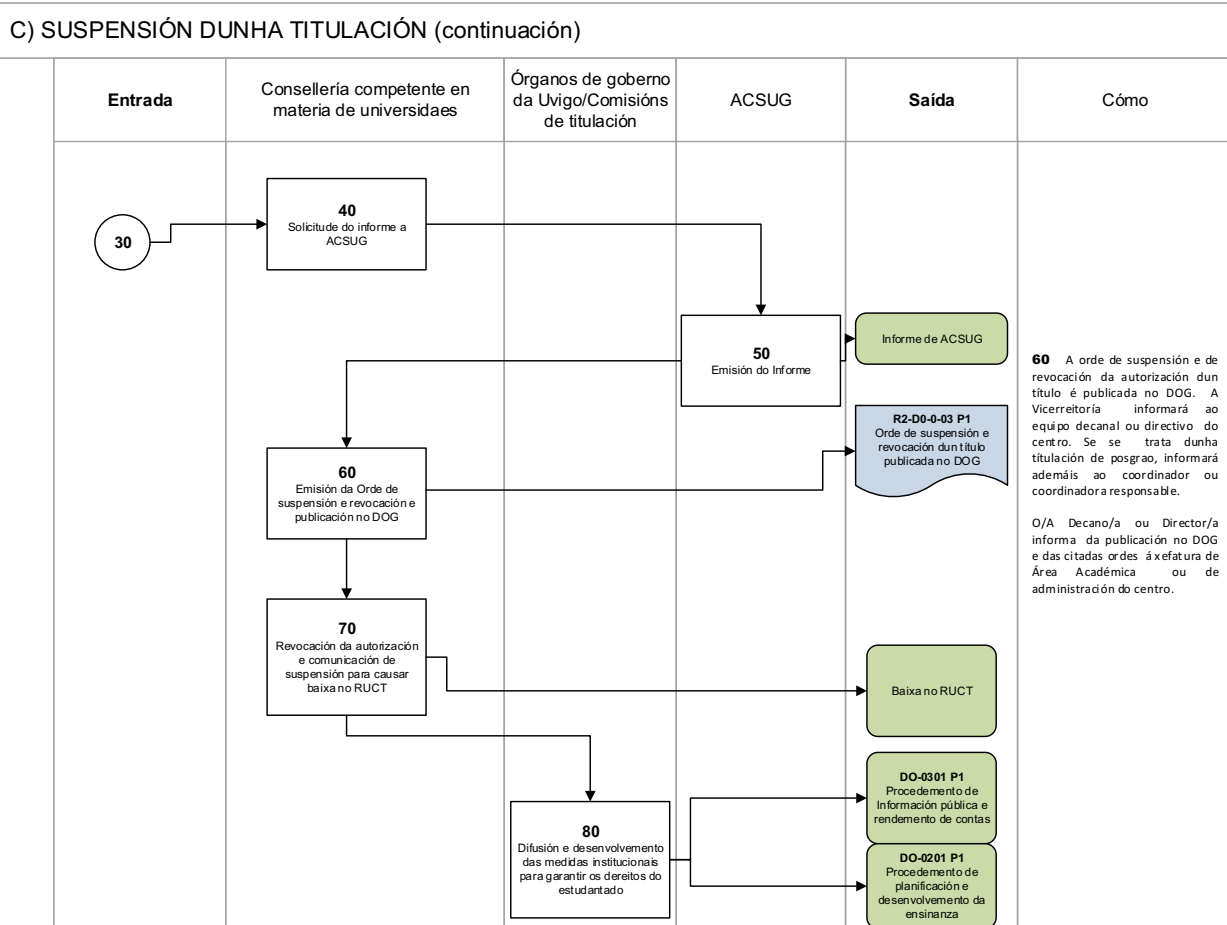 C) SUSPENSIÓN DUNHA TITULACIÓN (continuación)
Entrada
Consellería competente en
materia de universidaes
Órganos de goberno
da Uvigo/Comisións
de titulación
ACSUG
Saída
Cómo
30
40
Solicitude do informe a
ACSUG
50
Emisión do Informe
Informe de ACSUG
60
Emisión da Orde de
suspensión e revocación e
publicación no DOG
R2-D0-0-03 P1
Orde de suspensión e
revocación dun título
publicada no DOG
60 A orde de suspensión e de
revocación da autorización dun
título é publicada no DOG. A
Vicerreitoría informará ao
equipo decanal ou directivo do
centro. Se se trata dunha
títulación de posgrao, informará
ademáis ao coordinador ou
coordinadora responsable.
O/A Decano/a ou Director/a
informa da publicación no DOG
e das citadas ordes á xefatura de
Área Académica ou de
administración do centro.
70
Revocación da autorización
e comunicación de
suspensión para causar
baixa no RUCT
Baixa no RUCT
80
Difusión e desenvolvemento
das medidas institucionais
para garantir os dereitos do
estudantado
DO-0301 P1
Procedemento de
Información pública e
rendemento de contas
DO-0201 P1
Procedemento de
planificación e
desenvolvemento da
ensinanza